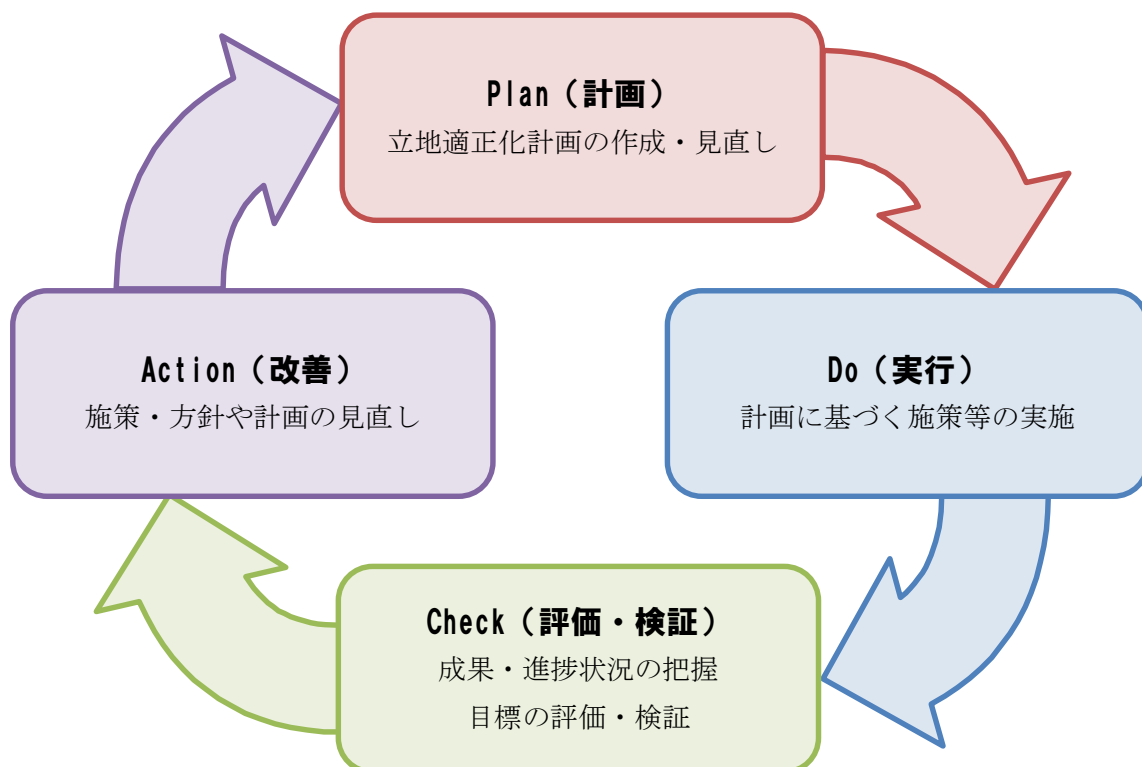 Plan（計画）
立地適正化計画の作成・見直し
Do（実行）
計画に基づく施策等の実施
Check（評価・検証）
成果・進捗状況の把握
目標の評価・検証
Action（改善）
施策・方針や計画の見直し